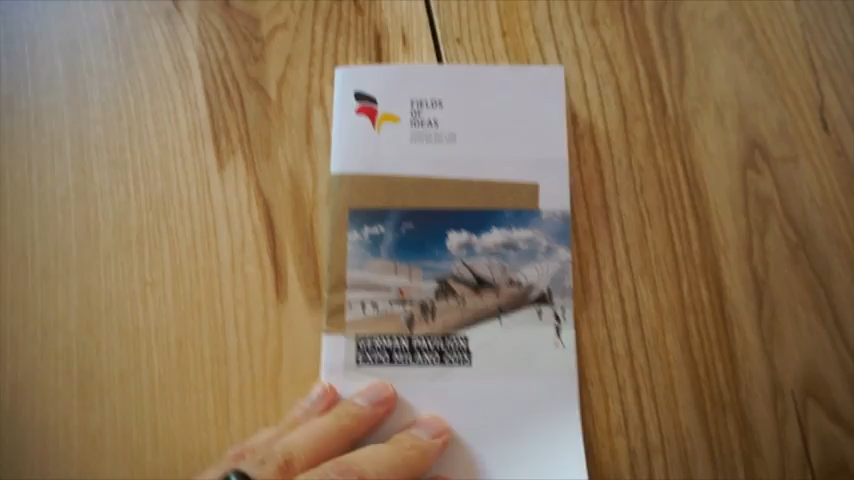 FIELDS
OF
IDEAS
GERMAN PAVILION
EXPO MILANO 2015